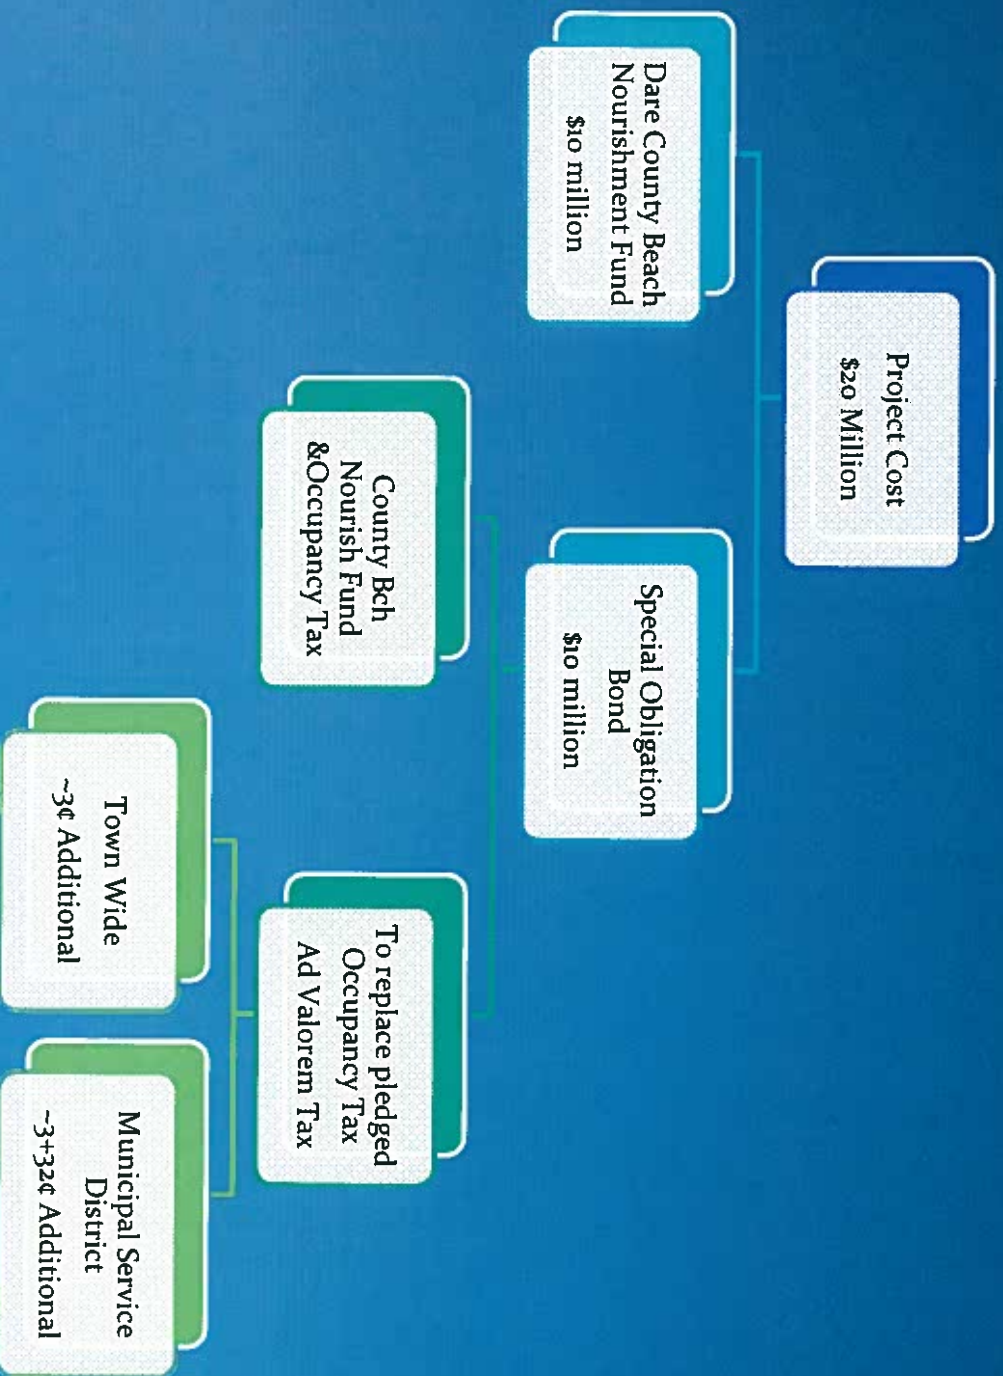 Project Cost
$20 Million
Dare County Beach
Nourishment Fund
$10 million
Special Obligation
Bond
$10 million
County Bch
Nourish Fund
&Occupancy Tax
To replace pledged
Occupancy Tax
Ad Valorem Tax
Town Wide
~3¢ Additional
Municipal Service
District
~3+32¢ Additional